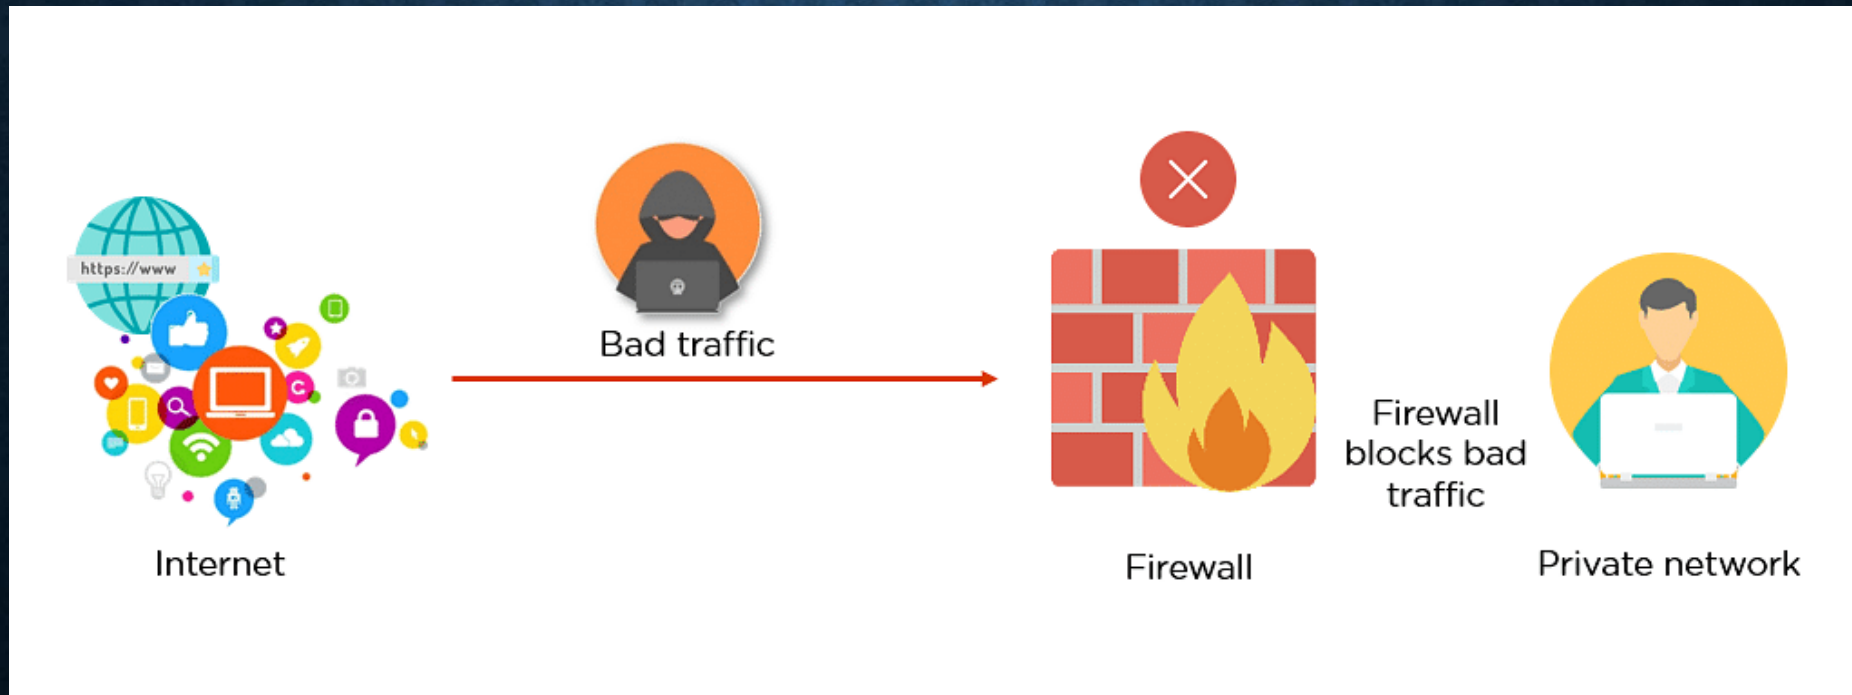 https://www
Bad traffic
Firewall
blocks bad
traffic
Internet
Firewall
Private network